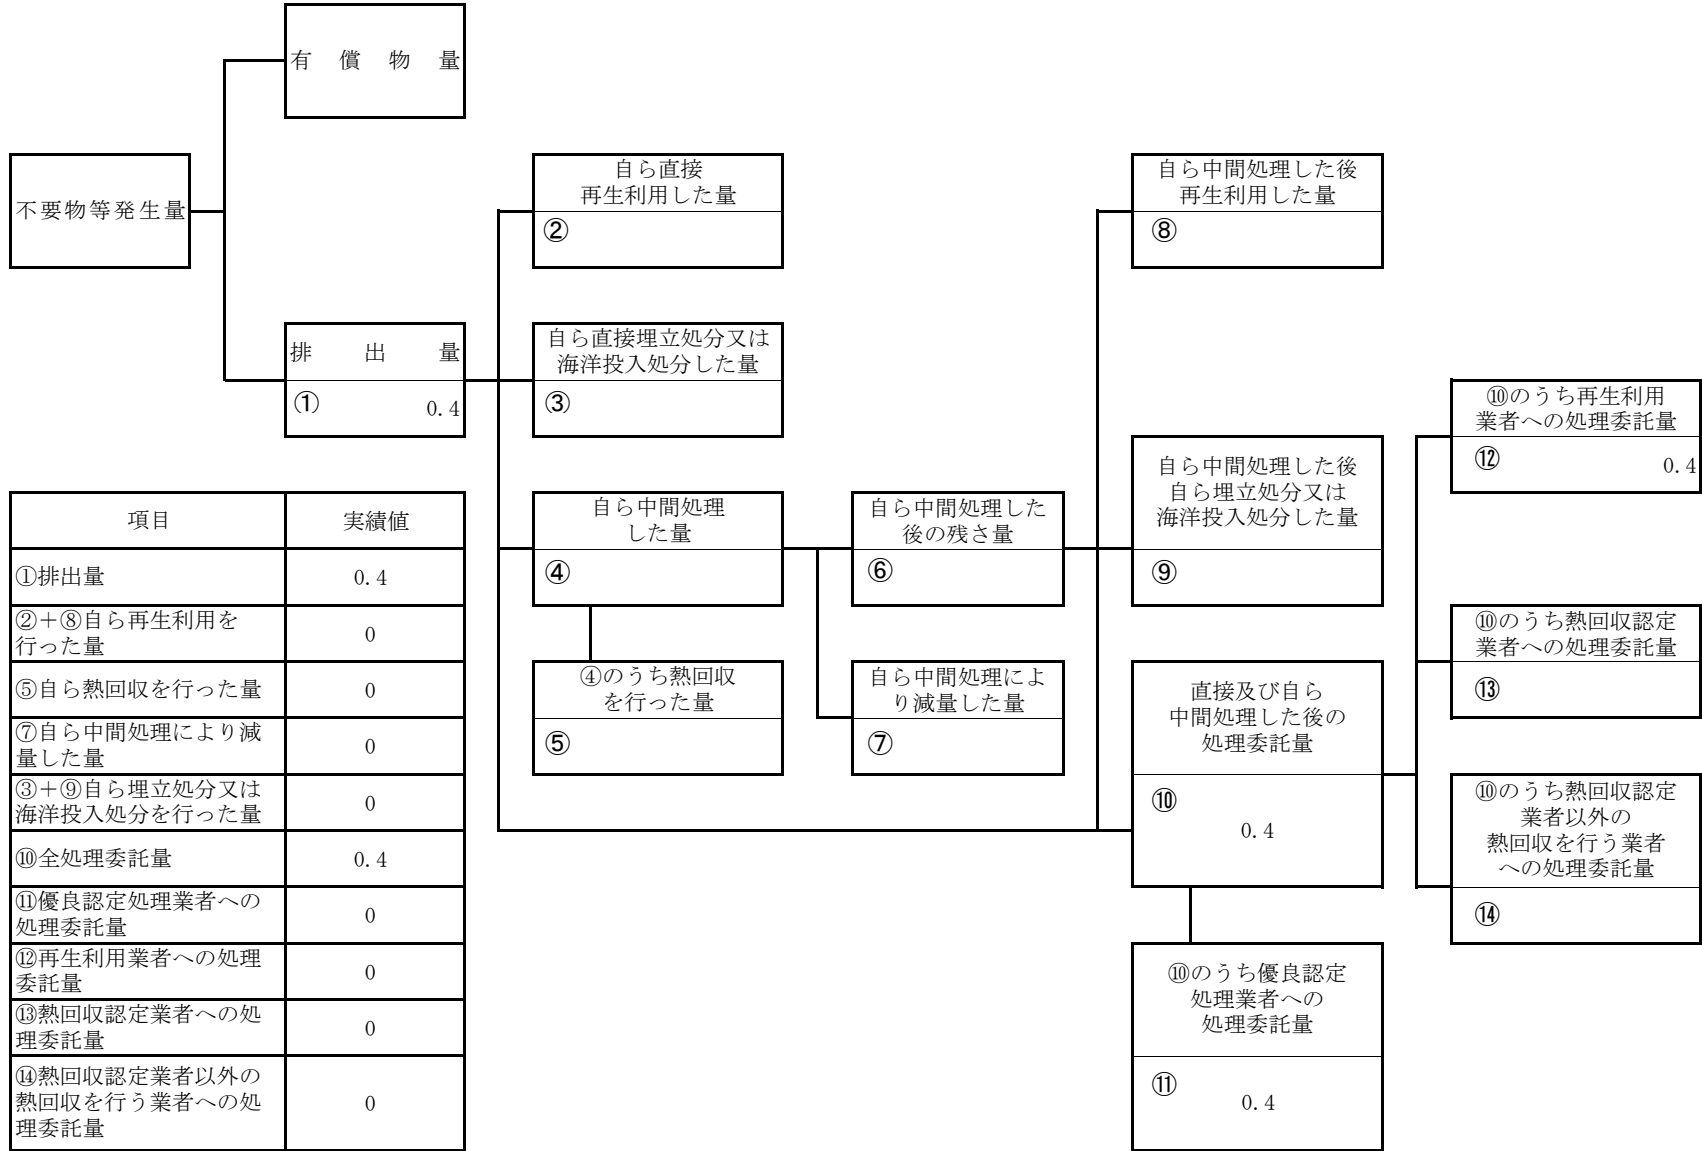 有償物量
不要物等発生量
自ら直接
再生利用した量
②
自ら中間処理した後
再生利用した量
⑧
排出量
① 0.4
自ら直接埋立処分又は
海洋投入処分した量
③
⑩のうち再生利用
業者への処理委託量
⑫ 0.4
自ら中間処理
した量
④
自ら中間処理した
後の残さ量
⑥
自ら中間処理した後
自ら埋立処分又は
海洋投入処分した量
⑨
④のうち熱回収
を行った量
⑤
自ら中間処理によ
り減量した量
⑦
直接及び自ら
中間処理した後の
処理委託量
⑩
0.4
⑩のうち熱回収認定
業者への処理委託量
⑬
⑩のうち熱回収認定
業者以外の
熱回収を行う業者
への処理委託量
⑭
⑩のうち優良認定
処理業者への
処理委託量
⑪
0.4
項目 実績値
①排出量 0.4
②+⑧自ら再生利用を
行った量 0
⑤自ら熱回収を行った量 0
⑦自ら中間処理により減
量した量 0
③+⑨自ら埋立処分又は
海洋投入処分を行った量 0
⑩全処理委託量 0.4
⑪優良認定処理業者への
処理委託量 0
⑫再生利用業者への処理
委託量 0
⑬熱回収認定業者への処
理委託量 0
⑭熱回収認定業者以外の
熱回収を行う業者への処 0
理委託量